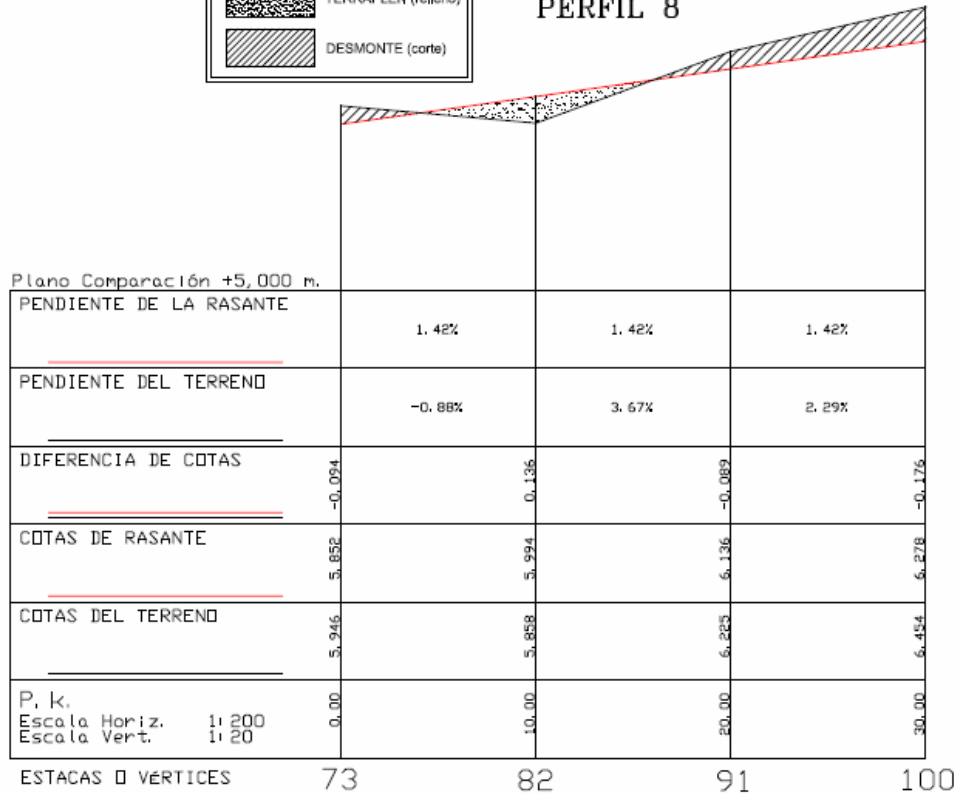 TERRAPLEN (relleno)
PERFIL 8
DESMONTE (corte)
Plano Comparación +5,000 m.
PENDIENTE DE LA RASANTE
1.42% 1.42% 1.42%
PENDIENTE DEL TERRENO
-0.88% 3.67% 2.29%
DIFERENCIA DE COTAS
-0,094 0,136 -0,089 -0,176
COTAS DE RASANTE
5,852 5,994 6,136 6,278
COTAS DEL TERRENO
5,946 5,858 6,225 6,454
P.k.
0,00 10,00 20,00 30,00
Escala Horiz. 1:200
Escala Vert. 1:20
ESTACAS O VéRTICES 73 82 91 100